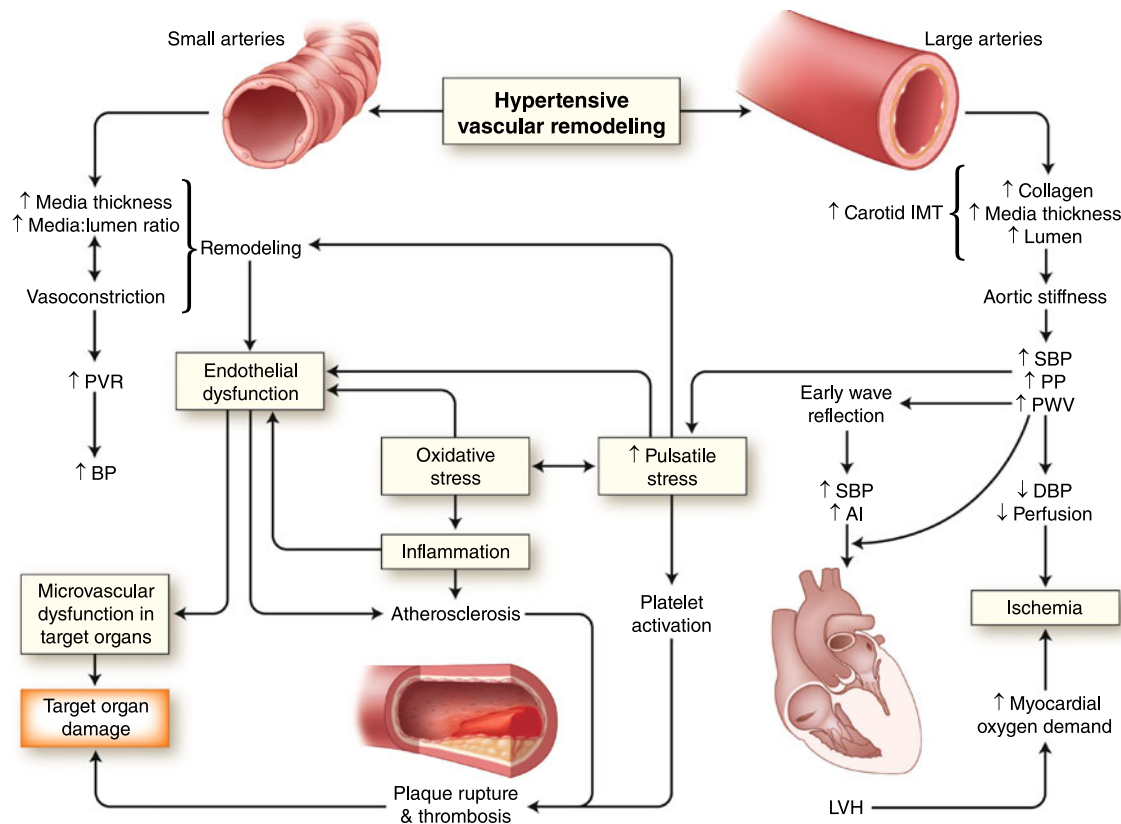 Small arteries
Large arteries
Hypertensive
vascular remodeling
↑ Media thickness
↑ Media:lumen ratio
Remodeling
Vasoconstriction
↑ PVR
↑ BP
↑ Carotid IMT
↑ Collagen
↑ Media thickness
↑ Lumen
Aortic stiffness
↑ SBP
↑ PP
↑ PWV
Early wave
reflection
↑ SBP
↑ AI
↓ DBP
↓ Perfusion
Endothelial
dysfunction
Oxidative
stress
↑ Pulsatile
stress
Inflammation
Atherosclerosis
Platelet
activation
Microvascular
dysfunction in
target organs
Target organ
damage
Plaque rupture
& thrombosis
Ischemia
↑ Myocardial
oxygen demand
LVH